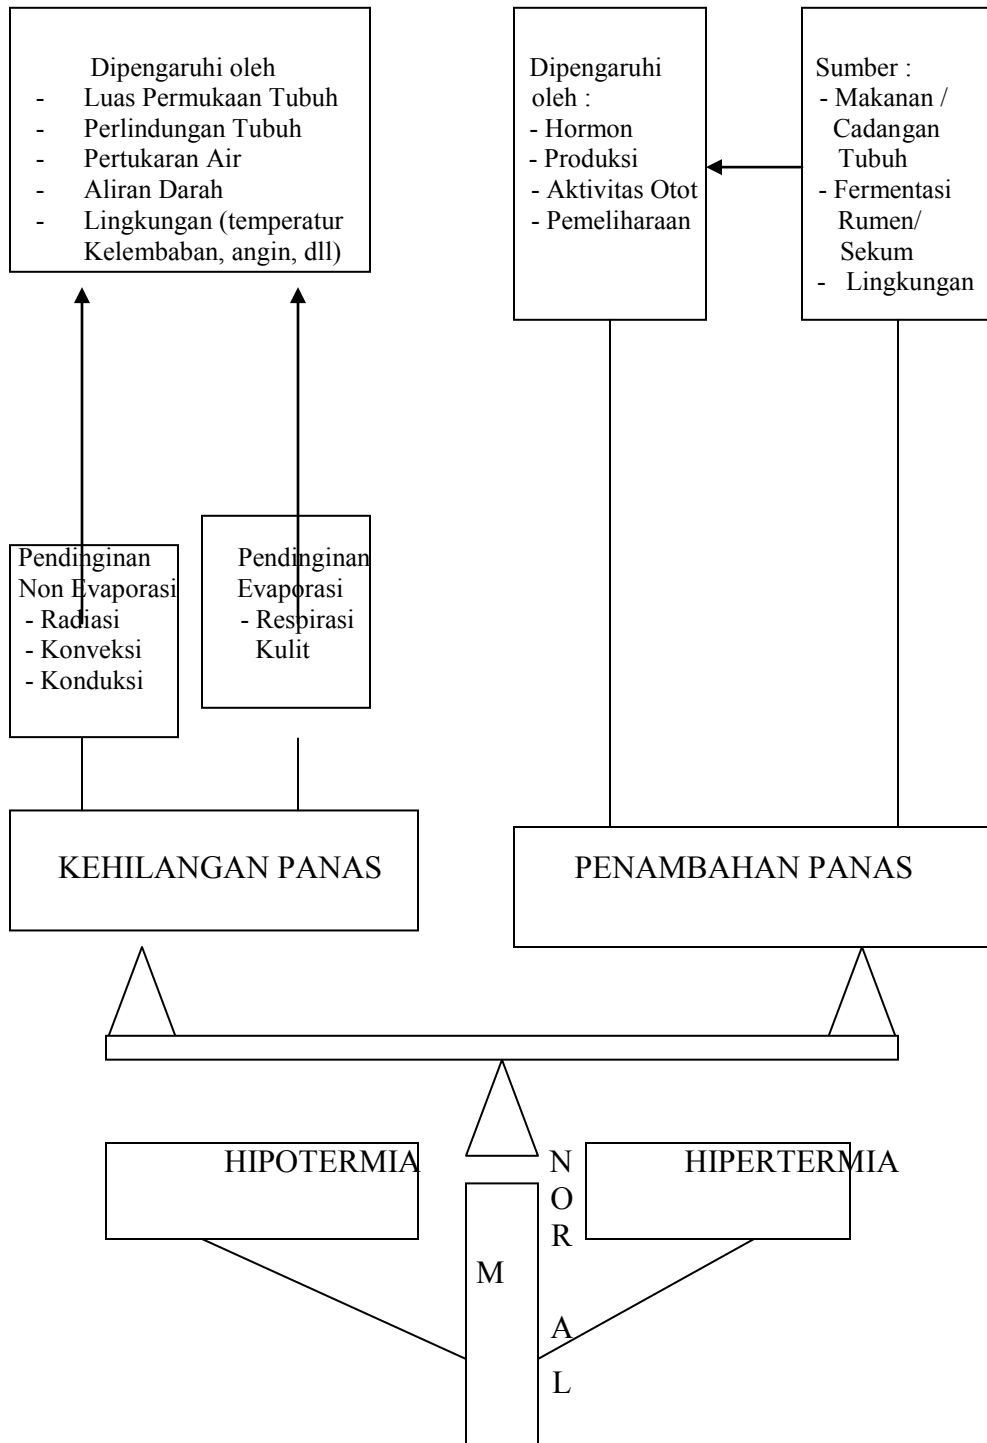 Dipengaruhi oleh
- Luas Permukaan Tubuh
- Perlindungan Tubuh
- Pertukaran Air
- Aliran Darah
- Lingkungan (temperatur
Kelembaban, angin, dll)
Dipengaruhi
oleh :
- Hormon
- Produksi
- Aktivitas Otot
- Pemeliharaan
Sumber :
- Makanan /
Cadangan
Tubuh
- Fermentasi
Rumen/
Sekum
- Lingkungan
Pendinginan
Non Evaporasi
- Radiasi
- Konveksi
- Konduksi
Pendinginan
Evaporasi
- Respirasi
Kulit
KEHILANGAN PANAS
PENAMBAHAN PANAS
HIPOTERMIA
N
O
R
M
A
L
HIPERTERMIA